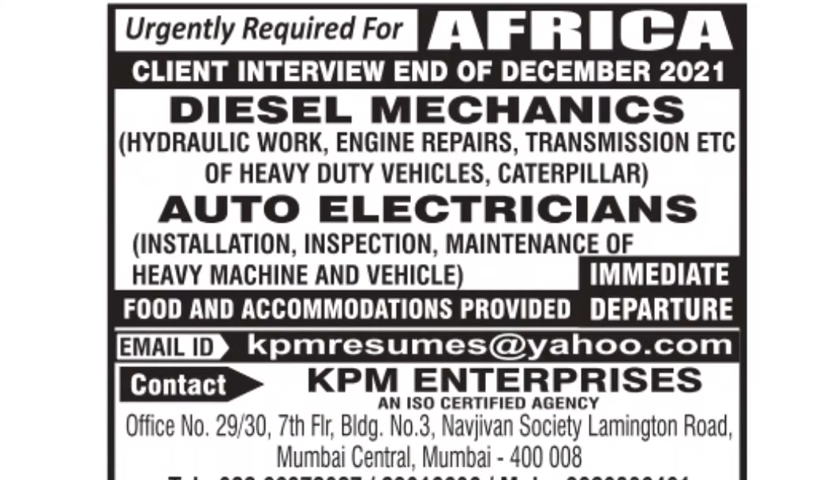 Urgently Required For AFRICA
CLIENT INTERVIEW END OF DECEMBER 2021
DIESEL MECHANICS
(HYDRAULIC WORK, ENGINE REPAIRS, TRANSMISSION ETC
OF HEAVY DUTY VEHICLES, CATERPILLAR)
AUTO ELECTRICIANS
(INSTALLATION, INSPECTION, MAINTENANCE OF
HEAVY MACHINE AND VEHICLE)
IMMEDIATE
FOOD AND ACCOMMODATIONS PROVIDED DEPARTURE
EMAIL ID kpmresumes@yahoo.com
Contact KPM ENTERPRISES
AN ISO CERTIFIED AGENCY
Office No. 29/30, 7th Flr, Bldg. No.3, Navjivan Society Lamington Road,
Mumbai Central, Mumbai - 400 008